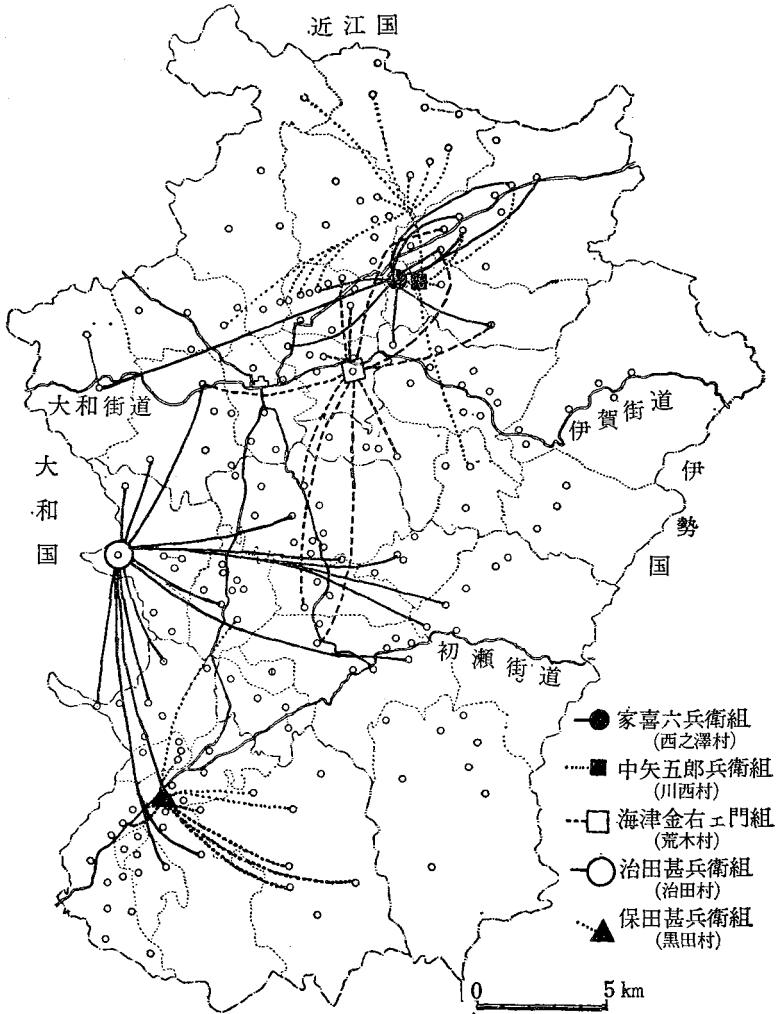 近江国
大和街道
伊賀街道
大和国
伊勢国
初瀬街道
家喜六兵衛組
(西之澤村)
中矢五郎兵衛組
(川西村)
海津金右ェ門組
(荒木村)
治田甚兵衛組
(治田村)
保田甚兵衛組
(黒田村)
0 5 km